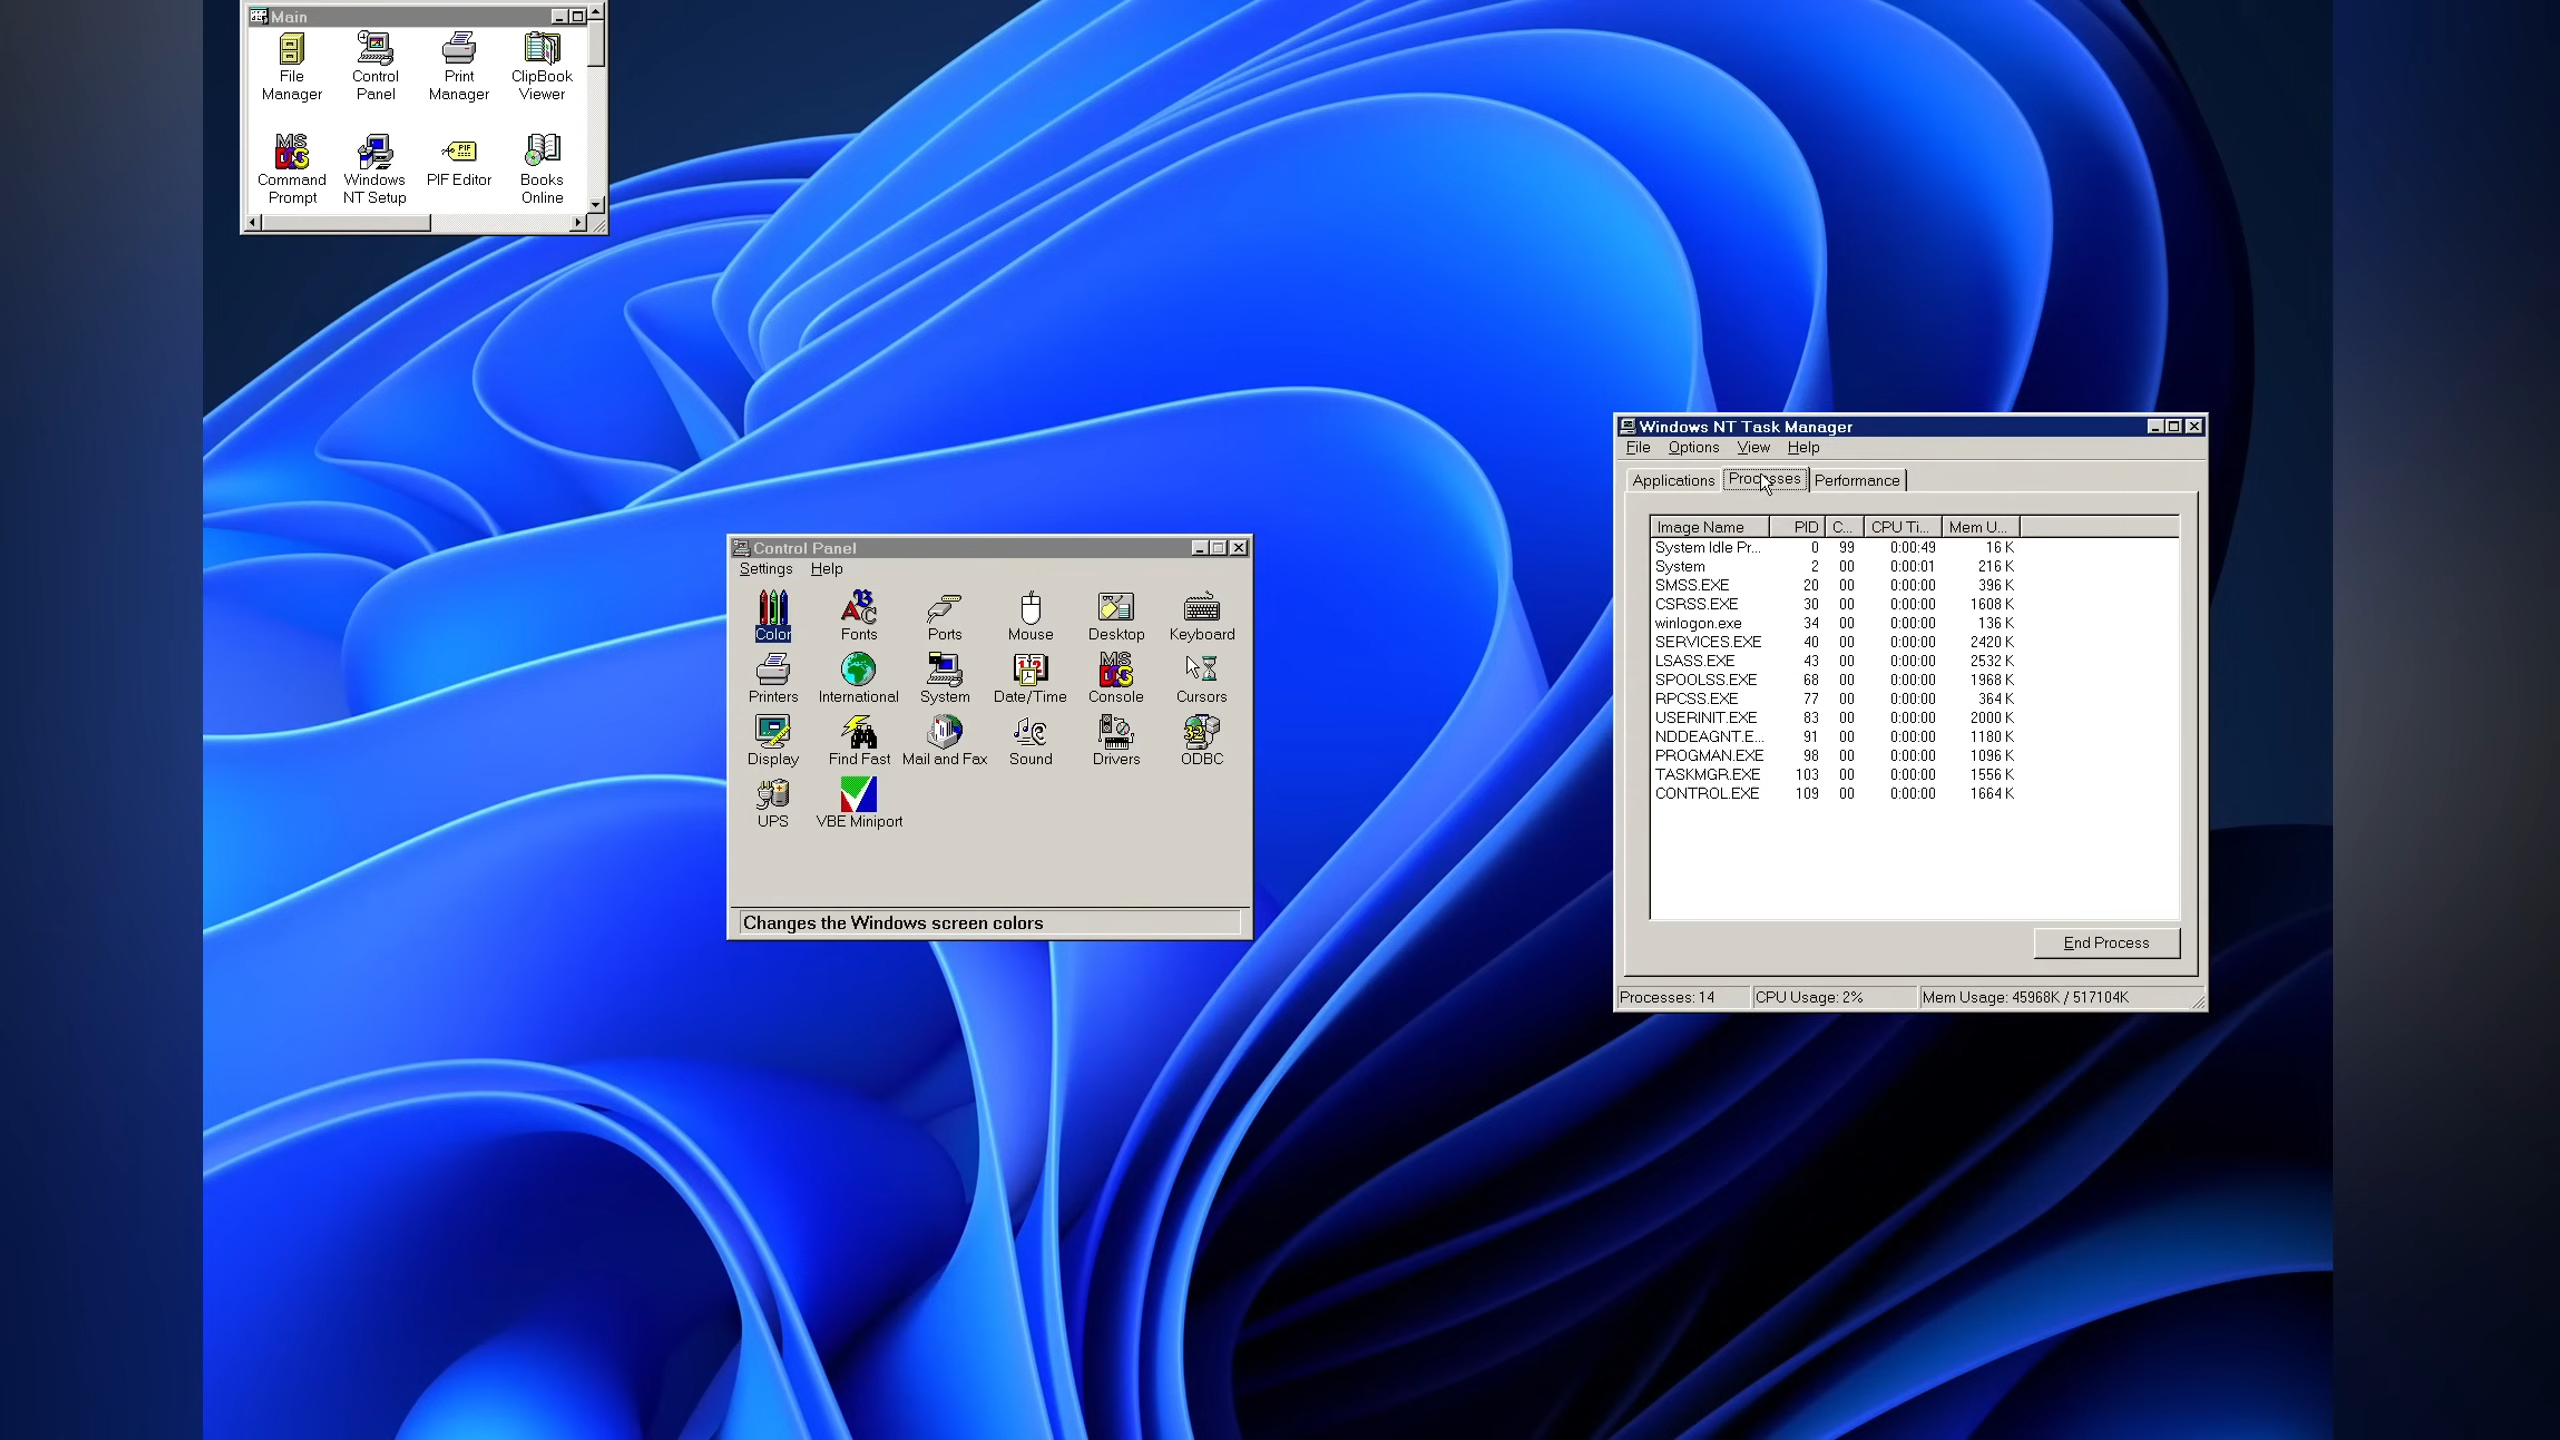 Main
File Manager
Control Panel
Print Manager
ClipBook Viewer
MS DOS
Command Prompt
Windows NT Setup
PIF
PIF Editor
Books Online
Control Panel
Settings Help
Color Fonts Ports Mouse Desktop Keyboard
Printers International System Date/Time Console Cursors
Display Find Fast Mail and Fax Sound Drivers ODBC
UPS VBE Miniport
Changes the Windows screen colors
Windows NT Task Manager
File Options View Help
Applications Processes Performance
Image Name PID C... CPU Ti... Mem U...
System Idle Pr... 0 99 0:00:49 16 K
System 2 00 0:00:01 216 K
SMSS.EXE 20 00 0:00:00 396 K
CSRSS.EXE 30 00 0:00:00 1608 K
winlogon.exe 34 00 0:00:00 136 K
SERVICES.EXE 40 00 0:00:00 2420 K
LSASS.EXE 43 00 0:00:00 2532 K
SPOOLSS.EXE 68 00 0:00:00 1968 K
RPCSS.EXE 77 00 0:00:00 364 K
USERINIT.EXE 83 00 0:00:00 2000 K
NDDEAGNT.E... 91 00 0:00:00 1180 K
PROGMAN.EXE 98 00 0:00:00 1096 K
TASKMGR.EXE 103 00 0:00:00 1556 K
CONTROL.EXE 109 00 0:00:00 1664 K
End Process
Processes: 14 CPU Usage: 2% Mem Usage: 45968K / 517104K